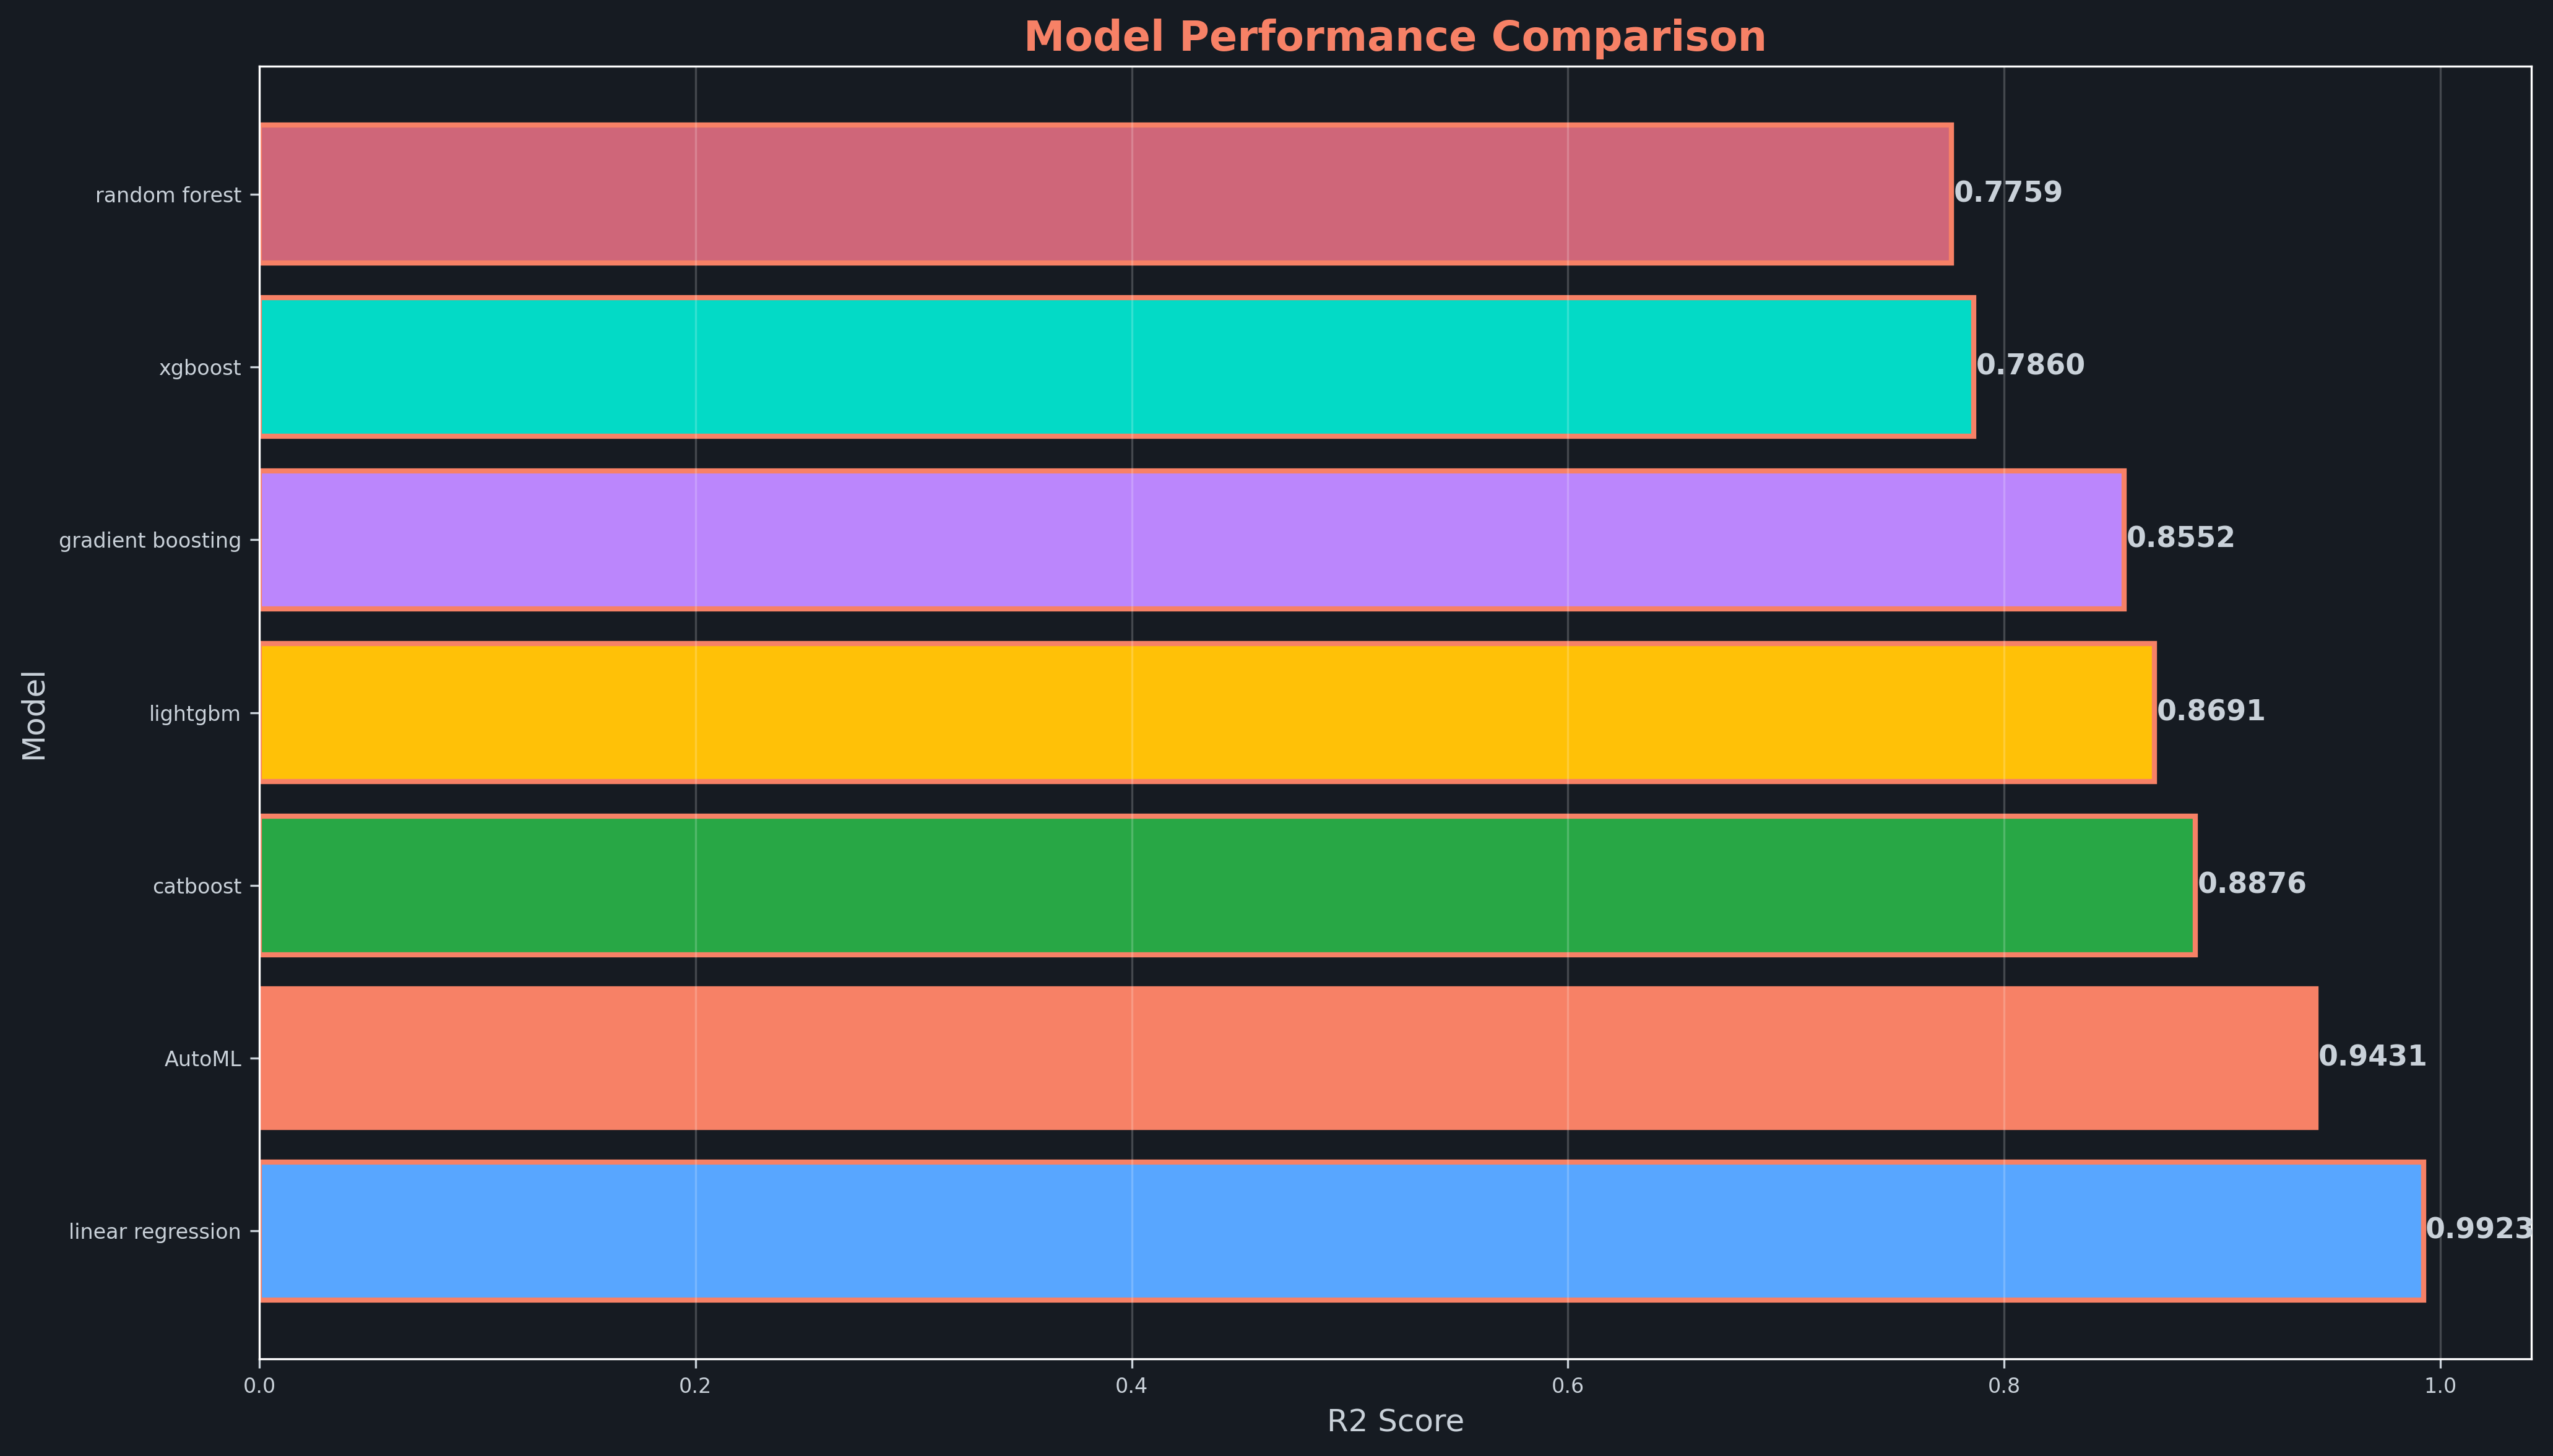 Model Performance Comparison
random forest
0.7759
xgboost
0.7860
gradient boosting
0.8552
lightgbm
0.8691
Model
catboost
0.8876
AutoML
0.9431
linear regression
0.9923
0.0 0.2 0.4 0.6 0.8 1.0
R2 Score